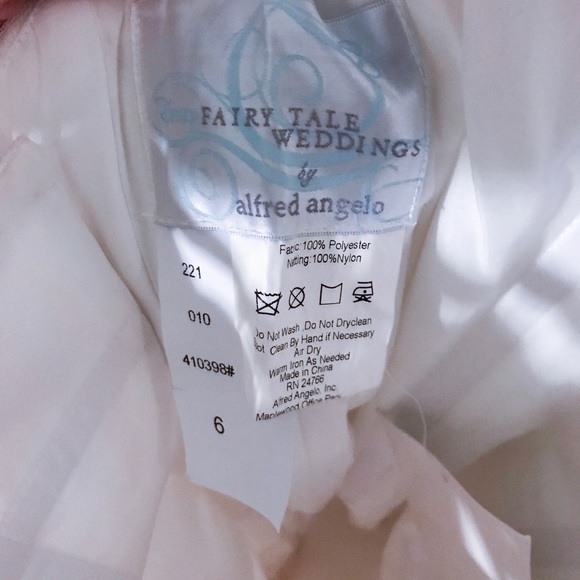 FAIRY TALE
WEDDINGS
by
alfred angelo
Fabric:100% Polyester
Netting:100%Nylon
221
010
410398#
6
Do Not Wash ,Do Not Dryclean
Clean By Hand if Necessary
Air Dry
Warm Iron As Needed
Made in China
RN 24766
Alfred Angelo, Inc.
Maplewood Office